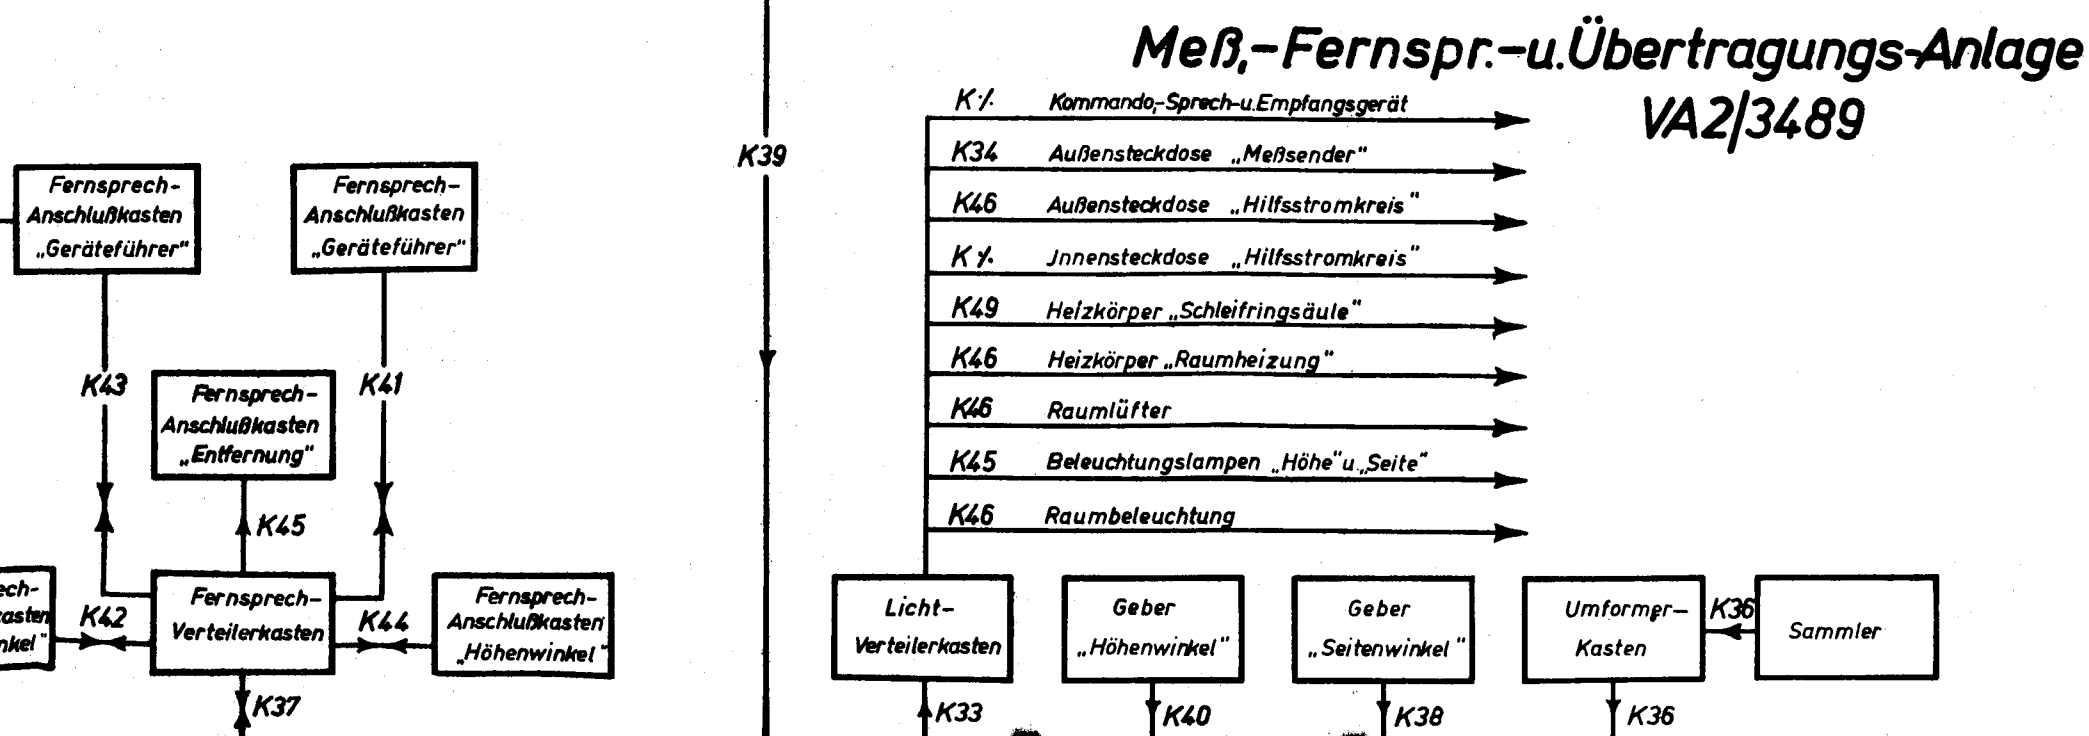 Meß,-Fernspr.-u.Übertragungs-Anlage
VA2/3489
K39
K·/. Kommando,-Sprech-u.Empfangsgerät
K34 Außensteckdose „Meßsender"
K46 Außensteckdose „Hilfsstromkreis"
K·/. Jnnensteckdose „Hilfsstromkreis"
K49 Heizkörper „Schleifringsäule"
K46 Heizkörper „Raumheizung"
K46 Raumlüfter
K45 Beleuchtungslampen „Höhe"u.„Seite"
K46 Raumbeleuchtung
Fernsprech-
Anschlußkasten
„Geräteführer"
Fernsprech-
Anschlußkasten
„Geräteführer"
K43
K41
Fernsprech-
Anschlußkasten
„Entfernung"
K45
ech-
kasten
nkel"
K42
Fernsprech-
Verteilerkasten
K44
Fernsprech-
Anschlußkasten
„Höhenwinkel"
K37
Licht-
Verteilerkasten
Geber
„Höhenwinkel"
Geber
„Seitenwinkel"
Umformer-
Kasten
K36
Sammler
K33
K40
K38
K36